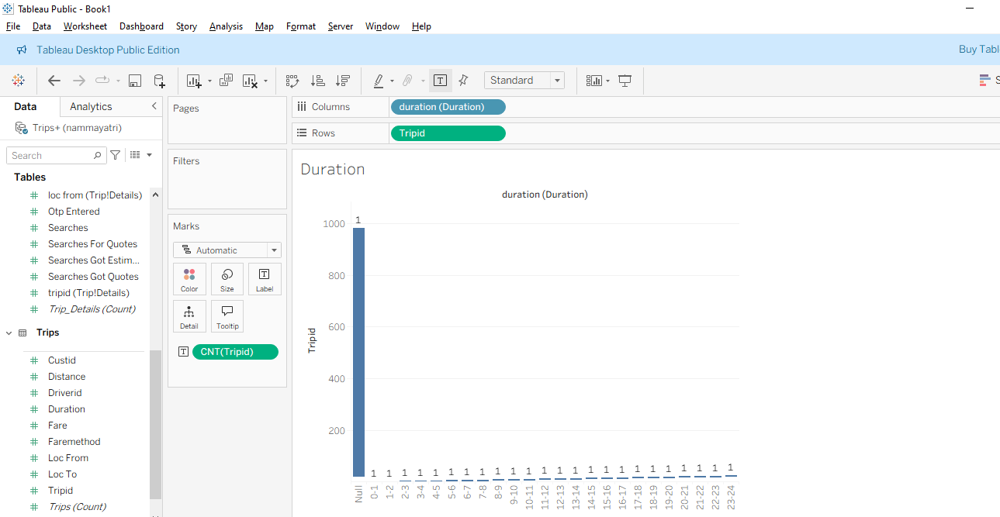 Tableau Public - Book1
File Data Worksheet Dashboard Story Analysis Map Format Server Window Help
Tableau Desktop Public Edition
Buy Tabl
Standard
S
Data
Analytics
Trips+ (nammayatri)
Search
Tables
loc from (Trip!Details)
Otp Entered
Searches
Searches For Quotes
Searches Got Estim...
Searches Got Quotes
tripid (Trip!Details)
Trip_Details (Count)
Trips
Custid
Distance
Driverid
Duration
Fare
Faremethod
Loc From
Loc To
Tripid
Trips (Count)
Pages
Filters
Marks
Automatic
Color
Size
Label
Detail
Tooltip
CNT(Tripid)
Columns
duration (Duration)
Rows
Tripid
Duration
duration (Duration)
Tripid
1000
800
600
400
200
1 1 1 1 1 1 1 1 1 1 1 1 1 1 1 1 1 1 1 1 1 1 1 1 1
Null 0-1 1-2 2-3 3-4 4-5 5-6 6-7 7-8 8-9 9-10 10-11 11-12 12-13 13-14 14-15 15-16 16-17 17-18 18-19 19-20 20-21 21-22 22-23 23-24